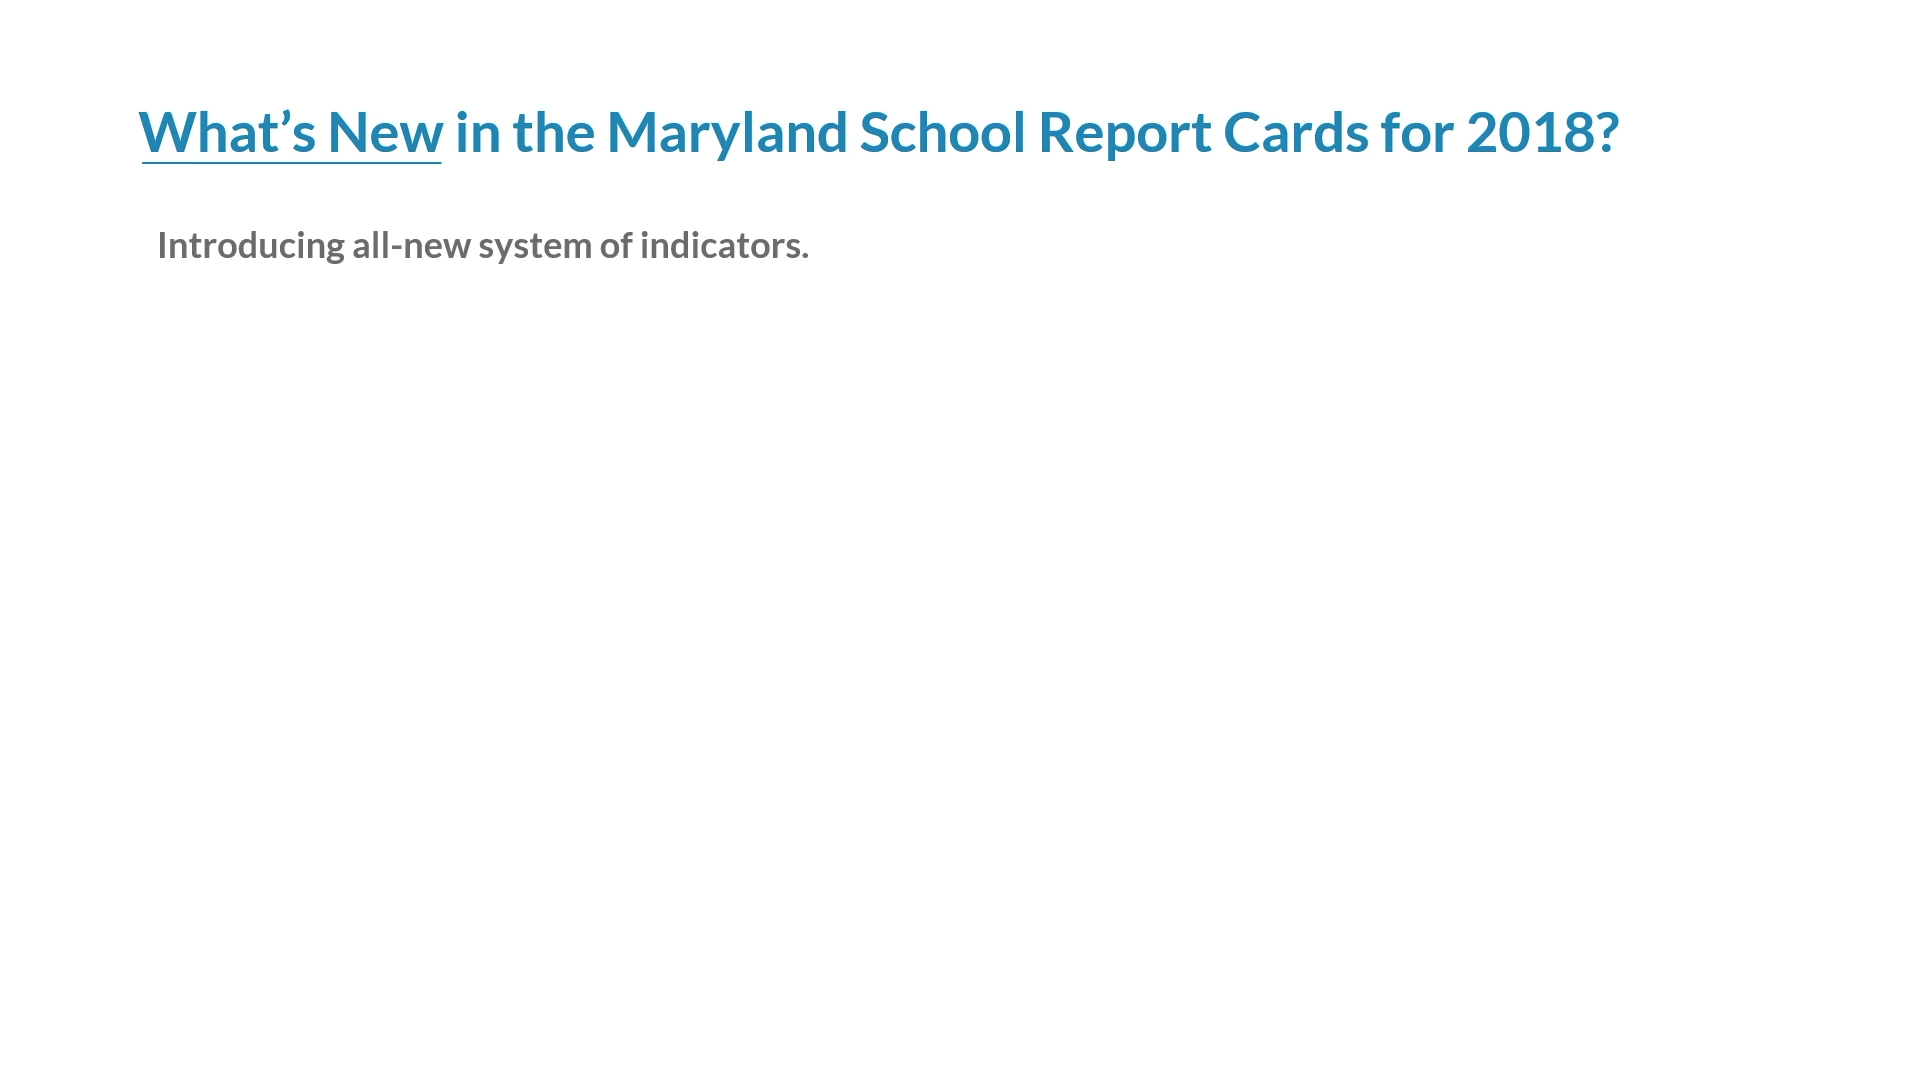 What’s New in the Maryland School Report Cards for 2018?
Introducing all-new system of indicators.